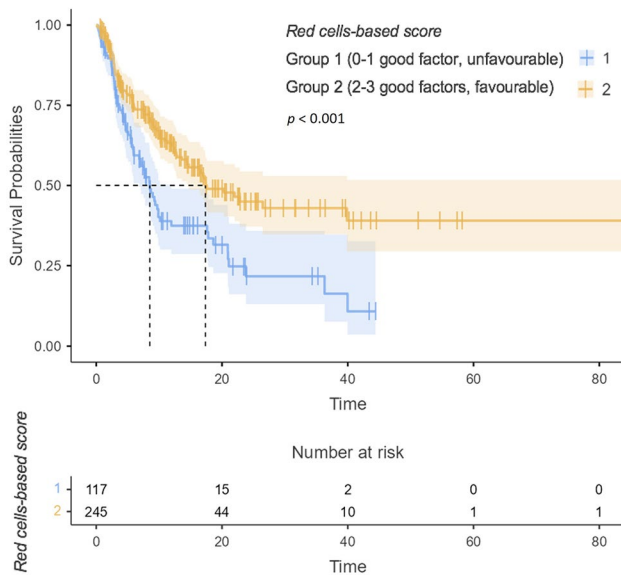 Red cells-based score
Group 1 (0-1 good factor, unfavourable) 1
Group 2 (2-3 good factors, favourable) 2
p < 0.001
Survival Probabilities
1.00
0.75
0.50
0.25
0.00
0 20 40 60 80
Time
Number at risk
Red cells-based score
1 117 15 2 0 0
2 245 44 10 1 1
0 20 40 60 80
Time